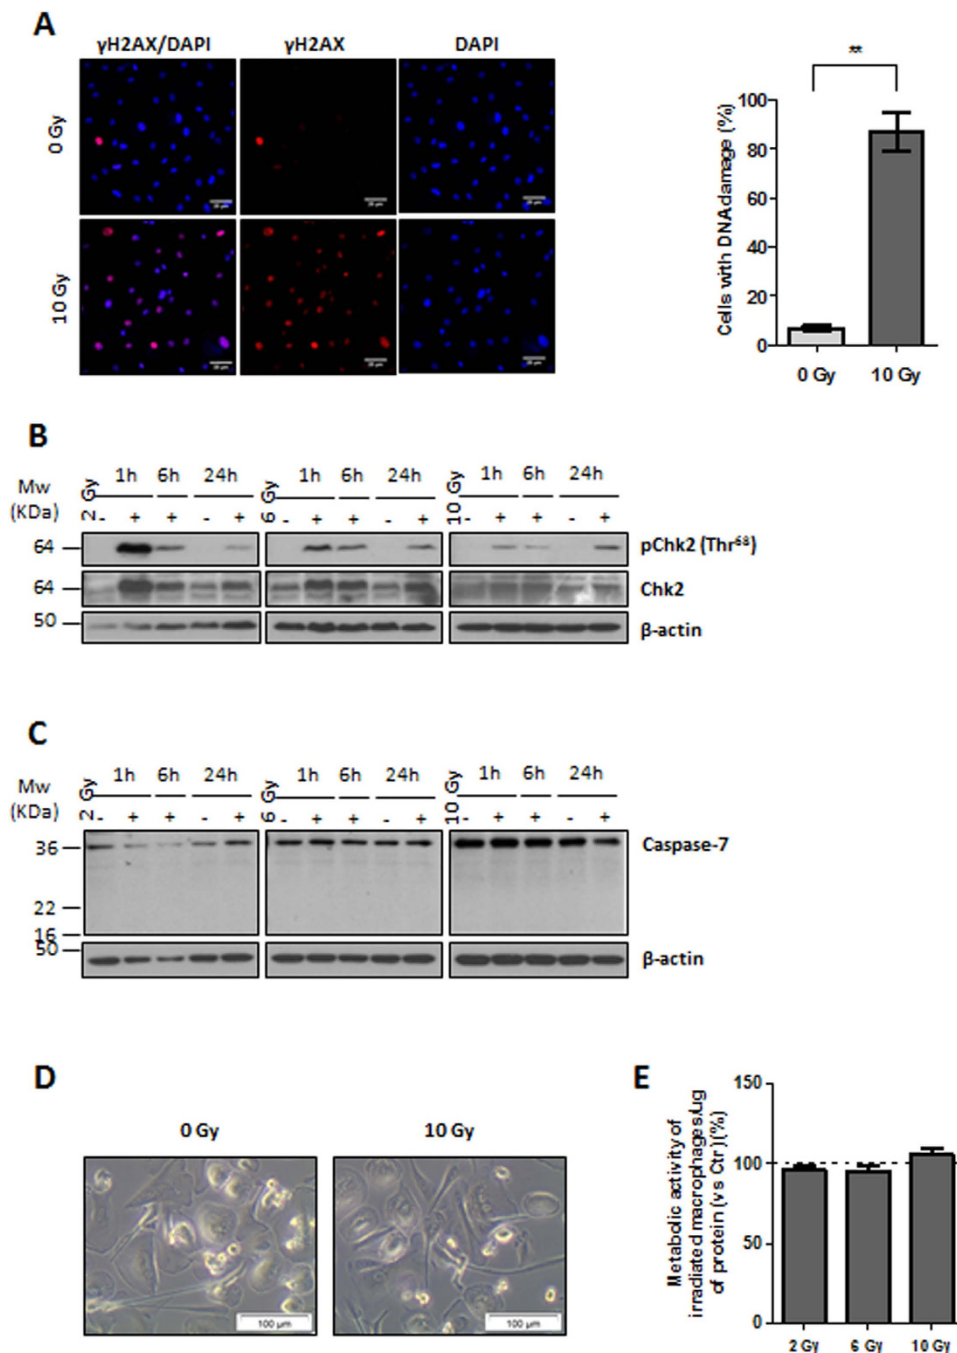 A
γH2AX/DAPI γH2AX DAPI
0 Gy
10 Gy
**
Cells with DNA damage (%)
100
80
60
40
20
0
0 Gy 10 Gy
B
Mw
(KDa)
2 Gy 1h 6h 24h 6 Gy 1h 6h 24h 10 Gy 1h 6h 24h
- + + - + - + + - + - + + - +
64 pChk2 (Thr⁶⁸)
64 Chk2
50 β-actin
C
Mw
(KDa)
2 Gy 1h 6h 24h 6 Gy 1h 6h 24h 10 Gy 1h 6h 24h
- + + - + - + + - + - + + - +
36 Caspase-7
22
16
50 β-actin
D
0 Gy 10 Gy
100 µm 100 µm
E
Metabolic activity of
irradiated macrophages/ug
of protein (vs Ctr)(%)
150
100
50
0
2 Gy 6 Gy 10 Gy